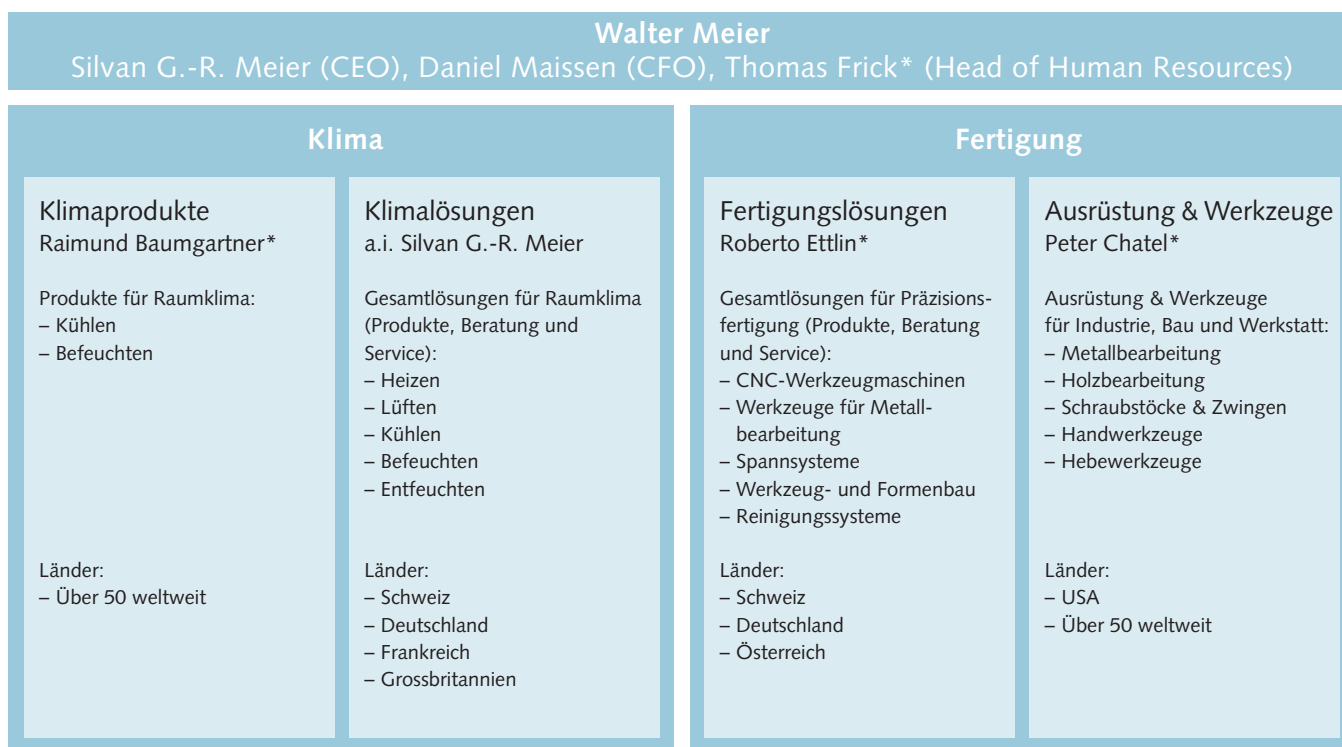 Walter Meier
Silvan G.-R. Meier (CEO), Daniel Maissen (CFO), Thomas Frick* (Head of Human Resources)
Klima
Klimaprodukte
Raimund Baumgartner*
Produkte für Raumklima:
– Kühlen
– Befeuchten
Länder:
– Über 50 weltweit
Klimalösungen
a.i. Silvan G.-R. Meier
Gesamtlösungen für Raumklima
(Produkte, Beratung und
Service):
– Heizen
– Lüften
– Kühlen
– Befeuchten
– Entfeuchten
Länder:
– Schweiz
– Deutschland
– Frankreich
– Grossbritannien
Fertigung
Fertigungslösungen
Roberto Ettlin*
Gesamtlösungen für Präzisions-
fertigung (Produkte, Beratung
und Service):
– CNC-Werkzeugmaschinen
– Werkzeuge für Metall-
bearbeitung
– Spannsysteme
– Werkzeug- und Formenbau
– Reinigungssysteme
Länder:
– Schweiz
– Deutschland
– Österreich
Ausrüstung & Werkzeuge
Peter Chatel*
Ausrüstung & Werkzeuge
für Industrie, Bau und Werkstatt:
– Metallbearbeitung
– Holzbearbeitung
– Schraubstöcke & Zwingen
– Handwerkzeuge
– Hebewerkzeuge
Länder:
– USA
– Über 50 weltweit